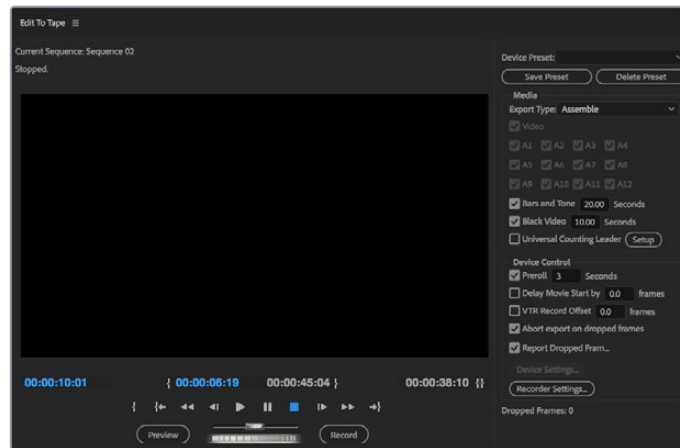 Edit To Tape
Current Sequence: Sequence 02
Stopped.
Device Preset:
Save Preset Delete Preset
Media
Export Type: Assemble
Video
A1 A2 A3 A4
A5 A6 A7 A8
A9 A10 A11 A12
Bars and Tone 20.00 Seconds
Black Video 10.00 Seconds
Universal Counting Leader Setup
Device Control
Preroll 3 Seconds
Delay Movie Start by 0.0 frames
VTR Record Offset 0.0 frames
Abort export on dropped frames
Report Dropped Fram...
Device Settings...
Recorder Settings...
Dropped Frames: 0
00:00:10:01 { 00:00:06:19 00:00:45:04 } 00:00:38:10 {}
Preview Record